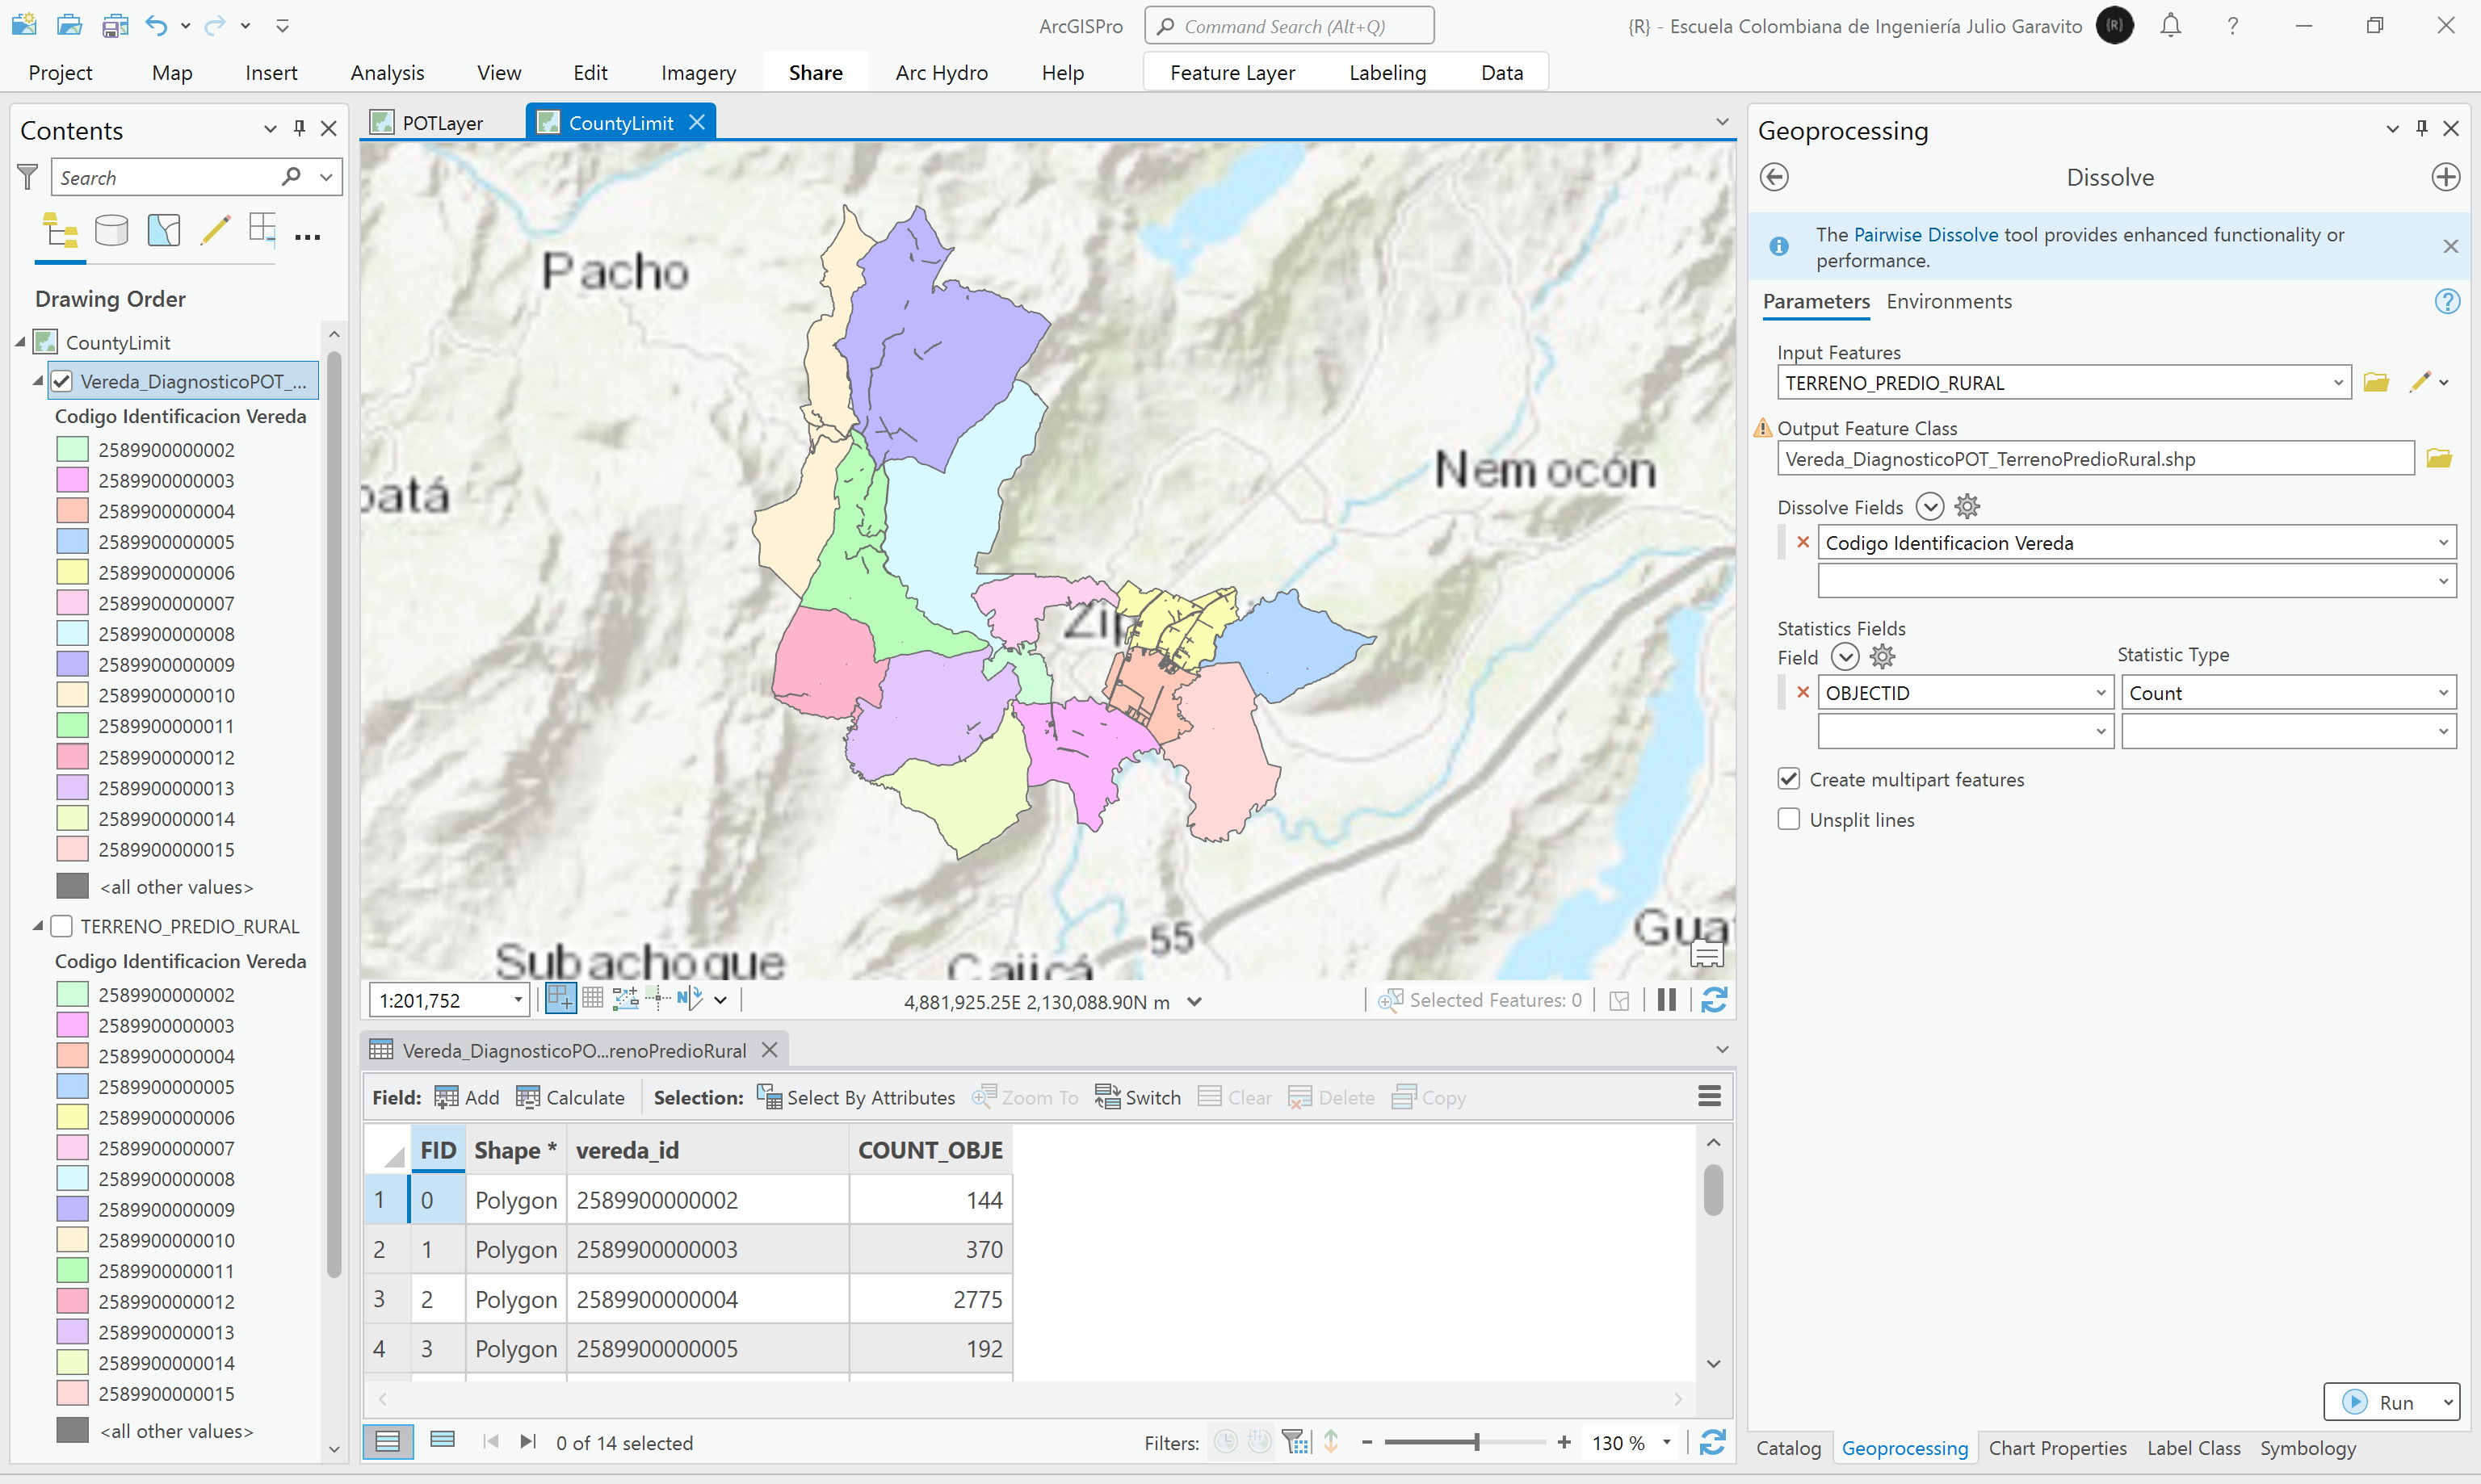 ArcGISPro
Command Search (Alt+Q)
{R} - Escuela Colombiana de Ingeniería Julio Garavito
{R}
?
Project
Map
Insert
Analysis
View
Edit
Imagery
Share
Arc Hydro
Help
Feature Layer
Labeling
Data
Contents
Search
Drawing Order
CountyLimit
Vereda_DiagnosticoPOT_...
Codigo Identificacion Vereda
2589900000002
2589900000003
2589900000004
2589900000005
2589900000006
2589900000007
2589900000008
2589900000009
2589900000010
2589900000011
2589900000012
2589900000013
2589900000014
2589900000015
<all other values>
TERRENO_PREDIO_RURAL
Codigo Identificacion Vereda
2589900000002
2589900000003
2589900000004
2589900000005
2589900000006
2589900000007
2589900000008
2589900000009
2589900000010
2589900000011
2589900000012
2589900000013
2589900000014
2589900000015
<all other values>
POTLayer
CountyLimit
Pacho
Nemocón
patá
Zip
Subachoque
Cajicá
55
Gua
1:201,752
4,881,925.25E 2,130,088.90N m
Selected Features: 0
Vereda_DiagnosticoPO...renoPredioRural
Field: Add Calculate Selection: Select By Attributes Zoom To Switch Clear Delete Copy
FID Shape * vereda_id COUNT_OBJE
1 0 Polygon 2589900000002 144
2 1 Polygon 2589900000003 370
3 2 Polygon 2589900000004 2775
4 3 Polygon 2589900000005 192
0 of 14 selected
Filters:
130 %
Geoprocessing
Dissolve
The Pairwise Dissolve tool provides enhanced functionality or
performance.
Parameters Environments
Input Features
TERRENO_PREDIO_RURAL
Output Feature Class
Vereda_DiagnosticoPOT_TerrenoPredioRural.shp
Dissolve Fields
Codigo Identificacion Vereda
Statistics Fields
Field
Statistic Type
OBJECTID
Count
Create multipart features
Unsplit lines
Run
Catalog Geoprocessing Chart Properties Label Class Symbology